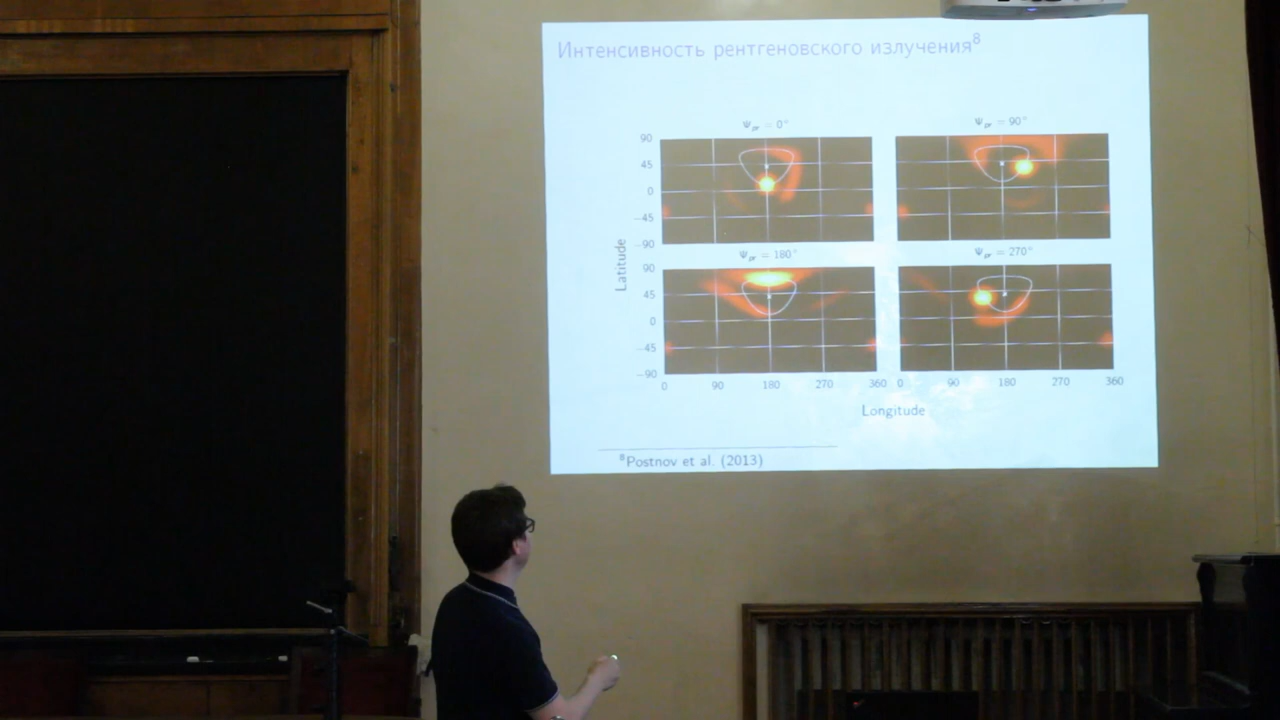 Интенсивность рентгеновского излучения⁸
Ψpr = 0°
Ψpr = 90°
90
45
0
−45
−90
Ψpr = 180°
Ψpr = 270°
90
45
0
−45
−90
0 90 180 270 360
0 90 180 270 360
Latitude
Longitude
⁸Postnov et al. (2013)